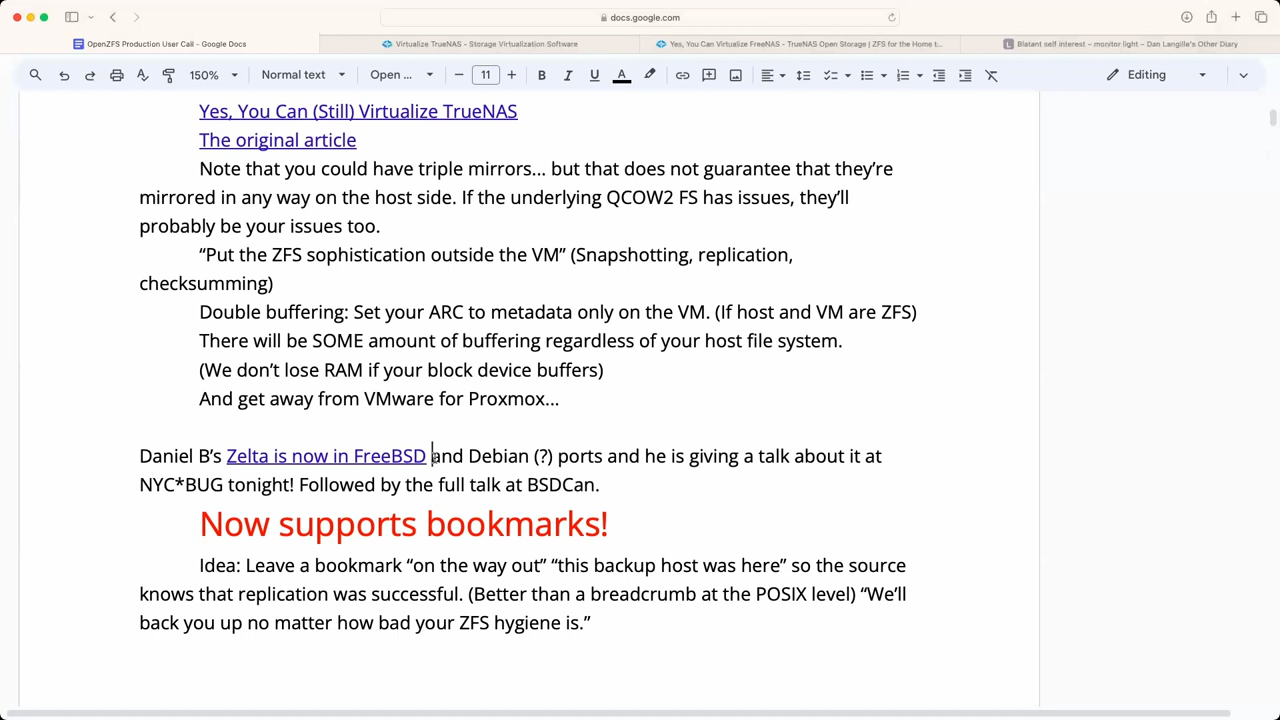 docs.google.com
OpenZFS Production User Call - Google Docs
Virtualize TrueNAS - Storage Virtualization Software
Yes, You Can Virtualize FreeNAS - TrueNAS Open Storage | ZFS for the Home t...
L Blatant self interest – monitor light – Dan Langille's Other Diary
150% Normal text Open ... 11 B I U A Editing
Yes, You Can (Still) Virtualize TrueNAS
The original article
Note that you could have triple mirrors... but that does not guarantee that they're
mirrored in any way on the host side. If the underlying QCOW2 FS has issues, they'll
probably be your issues too.
“Put the ZFS sophistication outside the VM” (Snapshotting, replication,
checksumming)
Double buffering: Set your ARC to metadata only on the VM. (If host and VM are ZFS)
There will be SOME amount of buffering regardless of your host file system.
(We don't lose RAM if your block device buffers)
And get away from VMware for Proxmox...
Daniel B's Zelta is now in FreeBSD and Debian (?) ports and he is giving a talk about it at
NYC*BUG tonight! Followed by the full talk at BSDCan.
Now supports bookmarks!
Idea: Leave a bookmark “on the way out” “this backup host was here” so the source
knows that replication was successful. (Better than a breadcrumb at the POSIX level) “We'll
back you up no matter how bad your ZFS hygiene is.”